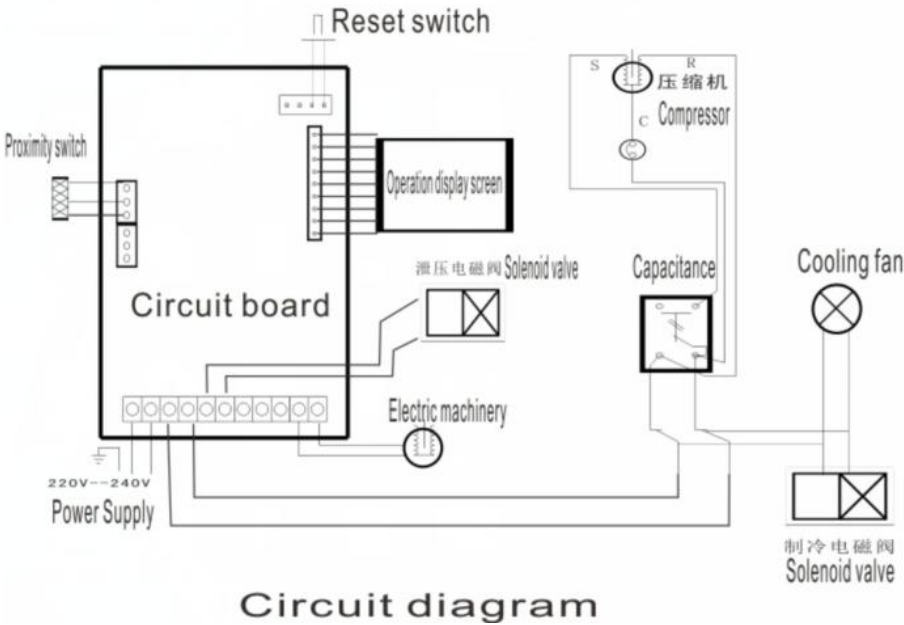 Reset switch
S
R
压缩机
Compressor
C
Proximity switch
Operation display screen
泄压电磁阀 Solenoid valve
Capacitance
Cooling fan
Circuit board
Electric machinery
220V--240V
Power Supply
制冷电磁阀
Solenoid valve
Circuit diagram